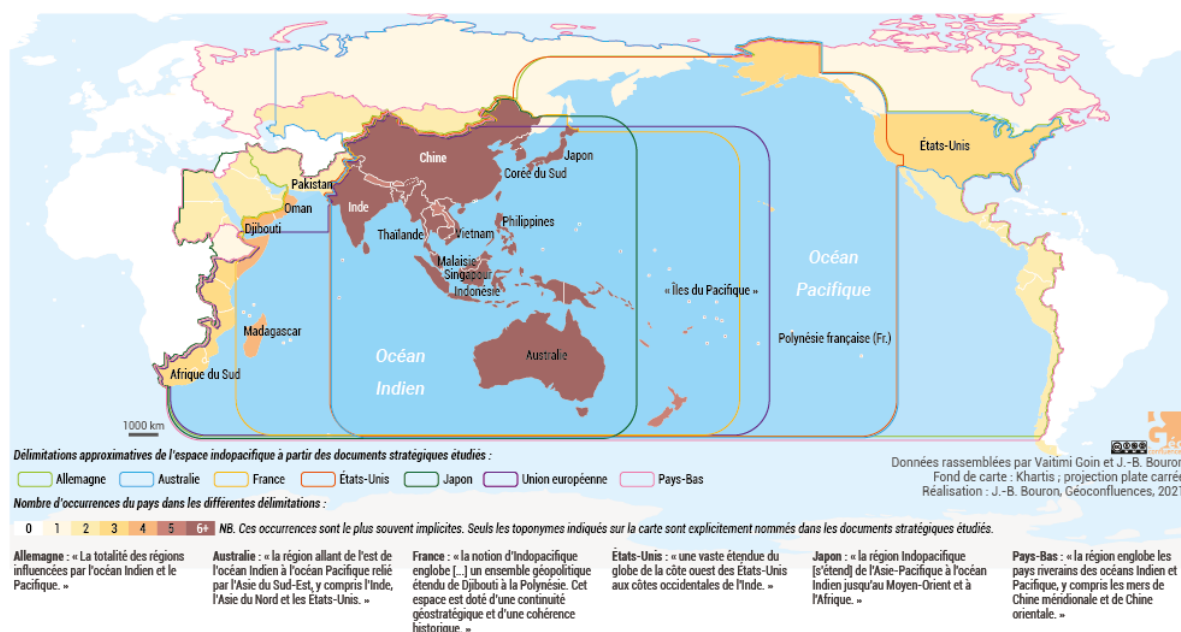 États-Unis
Chine
Japon
Corée du Sud
Pakistan
Oman
Inde
Djibouti
Philippines
Thaïlande
Vietnam
Malaisie
Singapour
Indonésie
Océan
Pacifique
« Îles du Pacifique »
Madagascar
Polynésie française (Fr.)
Australie
Océan
Indien
Afrique du Sud
1000 km
Délimitations approximatives de l'espace indopacifique à partir des documents stratégiques étudiés :
Allemagne
Australie
France
États-Unis
Japon
Union européenne
Pays-Bas
Données rassemblées par Vaitimi Goin et J.-B. Bouron
Fond de carte : Khartis ; projection plate carrée
Réalisation : J.-B. Bouron, Géoconfluences, 2021
Nombre d'occurrences du pays dans les différentes délimitations :
0 1 2 3 4 5 6+
NB. Ces occurrences sont le plus souvent implicites. Seuls les toponymes indiqués sur la carte sont explicitement nommés dans les documents stratégiques étudiés.
Allemagne : « La totalité des régions
influencées par l'océan Indien et le
Pacifique. »
Australie : « la région allant de l'est de
l'océan Indien à l'océan Pacifique relié
par l'Asie du Sud-Est, y compris l'Inde,
l'Asie du Nord et les États-Unis. »
France : « la notion d'Indopacifique
englobe [...] un ensemble géopolitique
étendu de Djibouti à la Polynésie. Cet
espace est doté d'une continuité
géostratégique et d'une cohérence
historique. »
États-Unis : « une vaste étendue du
globe de la côte ouest des États-Unis
aux côtes occidentales de l'Inde. »
Japon : « la région Indopacifique
[s'étend] de l'Asie-Pacifique à l'océan
Indien jusqu'au Moyen-Orient et à
l'Afrique. »
Pays-Bas : « la région englobe les
pays riverains des océans Indien et
Pacifique, y compris les mers de
Chine méridionale et de Chine
orientale. »